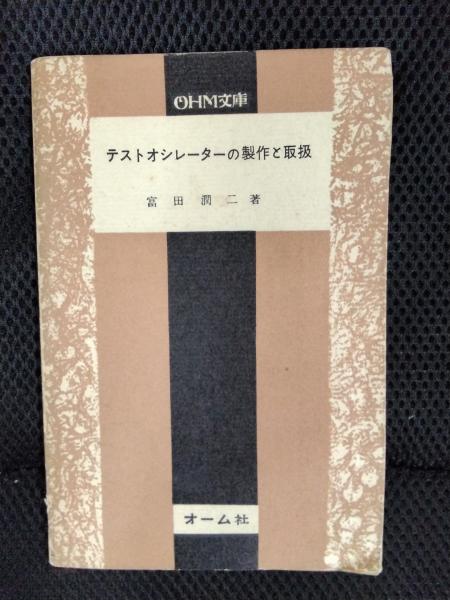 OHM文庫
テストオシレーターの製作と取扱
富田潤二著
オーム社